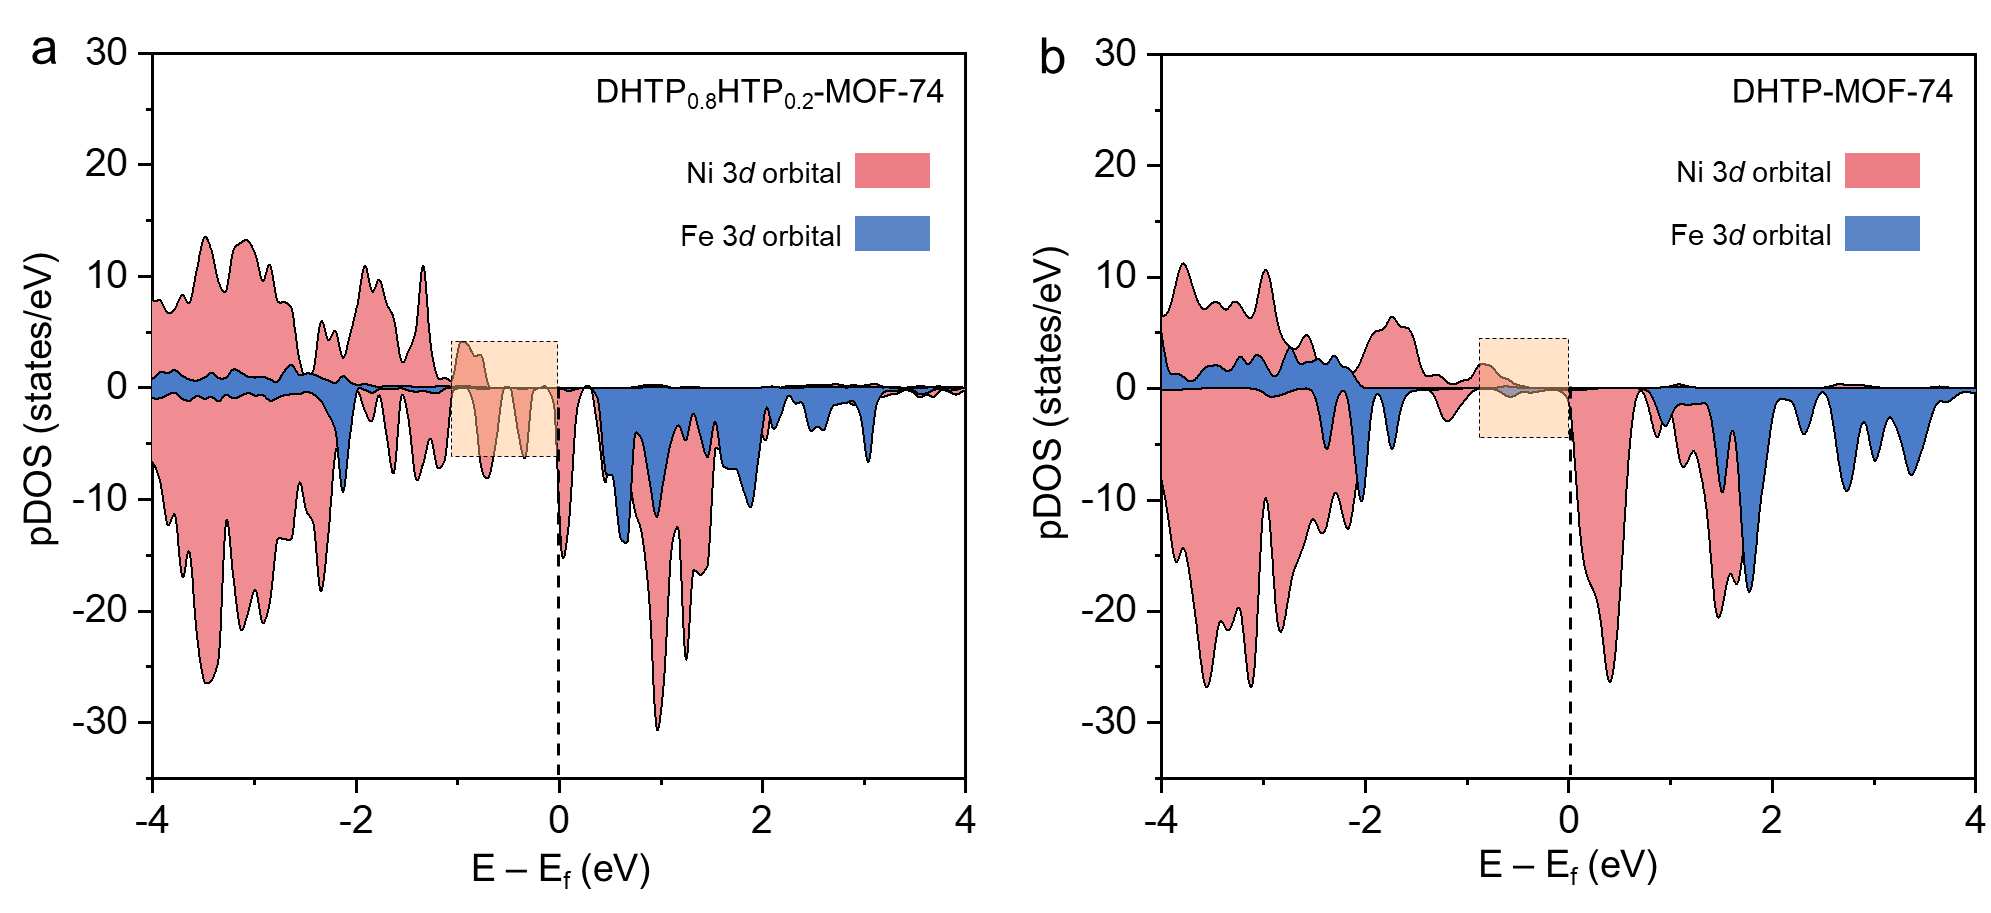 a
30
20
10
0
-10
-20
-30
pDOS (states/eV)
DHTP0.8HTP0.2-MOF-74
Ni 3d orbital
Fe 3d orbital
-4
-2
0
2
4
E – Ef (eV)
b
30
20
10
0
-10
-20
-30
pDOS (states/eV)
DHTP-MOF-74
Ni 3d orbital
Fe 3d orbital
-4
-2
0
2
4
E – Ef (eV)